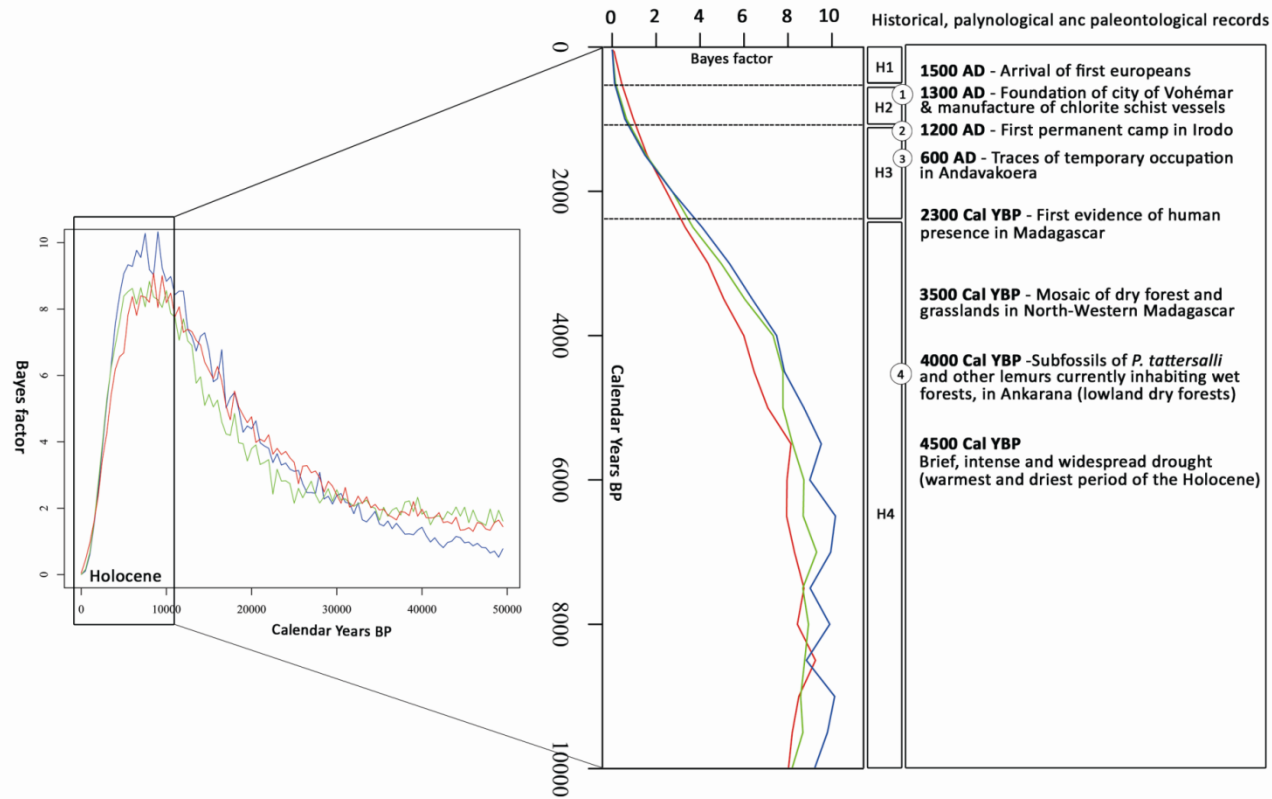 0 2 4 6 8 10
Historical, palynological anc paleontological records
Bayes factor
0
2000
4000
6000
8000
10000
Calendar Years BP
H1
H2
H3
H4
1
2
3
4
1500 AD - Arrival of first europeans
1300 AD - Foundation of city of Vohémar
& manufacture of chlorite schist vessels
1200 AD - First permanent camp in Irodo
600 AD - Traces of temporary occupation
in Andavakoera
2300 Cal YBP - First evidence of human
presence in Madagascar
3500 Cal YBP - Mosaic of dry forest and
grasslands in North-Western Madagascar
4000 Cal YBP -Subfossils of P. tattersalli
and other lemurs currently inhabiting wet
forests, in Ankarana (lowland dry forests)
4500 Cal YBP
Brief, intense and widespread drought
(warmest and driest period of the Holocene)
10
8
6
4
2
0
Bayes factor
Holocene
0 10000 20000 30000 40000 50000
Calendar Years BP